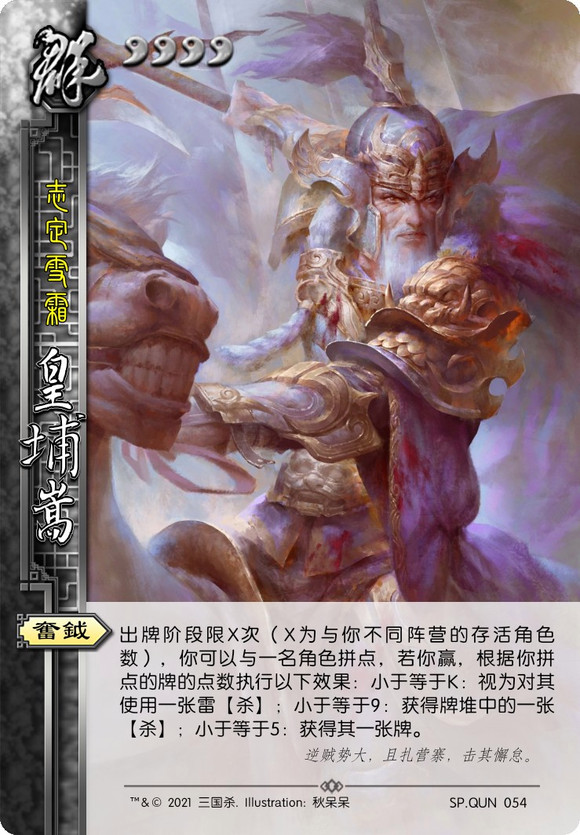 群
志定雪霜
皇埔嵩
奮鉞
出牌阶段限X次（X为与你不同阵营的存活角色
数），你可以与一名角色拼点，若你赢，根据你拼
点的牌的点数执行以下效果：小于等于K：视为对其
使用一张雷【杀】；小于等于9：获得牌堆中的一张
【杀】；小于等于5：获得其一张牌。
逆贼势大，且扎营寨，击其懈怠。
™&© 2021 三国杀. Illustration: 秋呆呆
SP.QUN 054